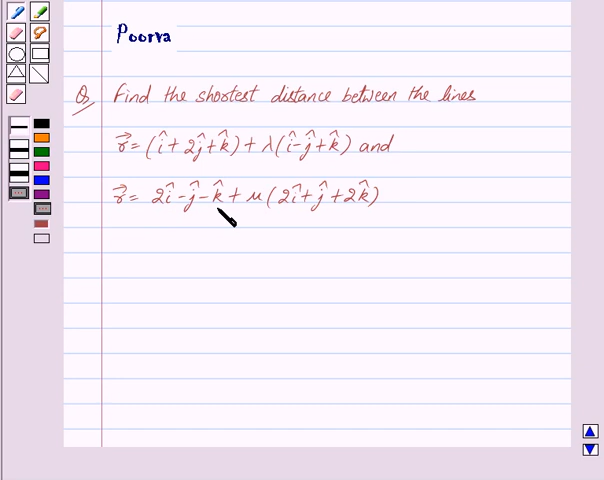 Poorva
Q. Find the shortest distance between the lines
r⃗ = (î + 2ĵ + k̂) + λ(î - ĵ + k̂) and
r⃗ = 2î - ĵ - k̂ + μ(2î + ĵ + 2k̂)